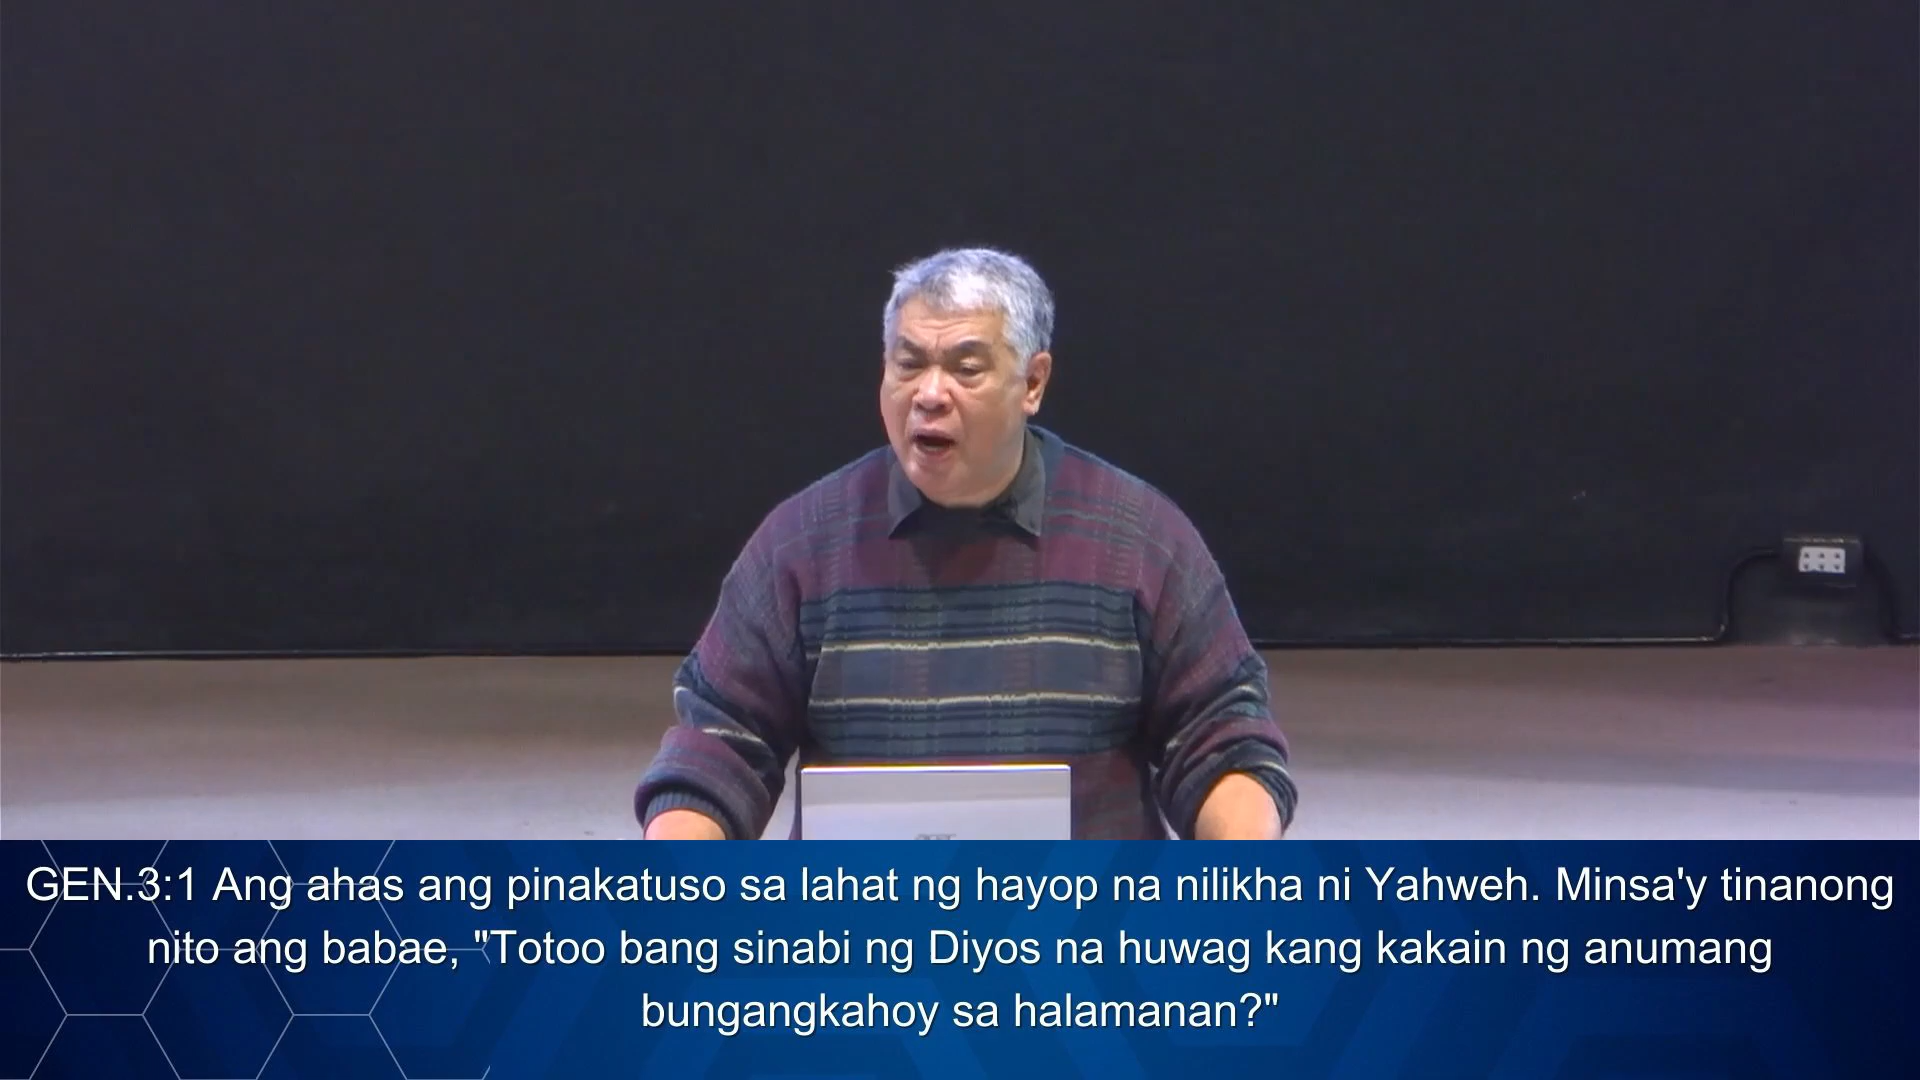 GEN.3:1 Ang ahas ang pinakatuso sa lahat ng hayop na nilikha ni Yahweh. Minsa'y tinanong
nito ang babae, "Totoo bang sinabi ng Diyos na huwag kang kakain ng anumang
bungangkahoy sa halamanan?"